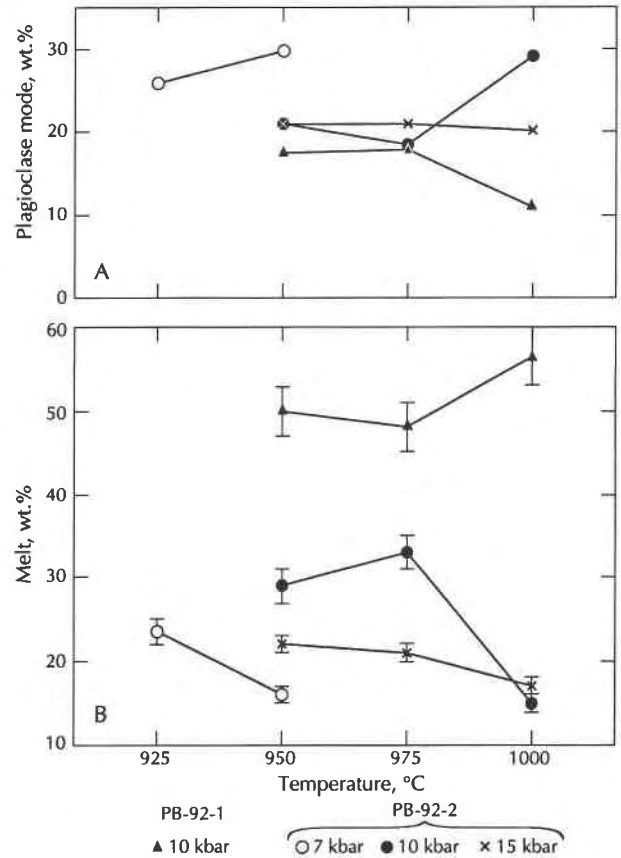 Plagioclase mode, wt.%
30
20
10
0
A
Melt, wt.%
60
50
40
30
20
10
B
925 950 975 1000
Temperature, °C
PB-92-1 PB-92-2
▲ 10 kbar ○ 7 kbar ● 10 kbar × 15 kbar